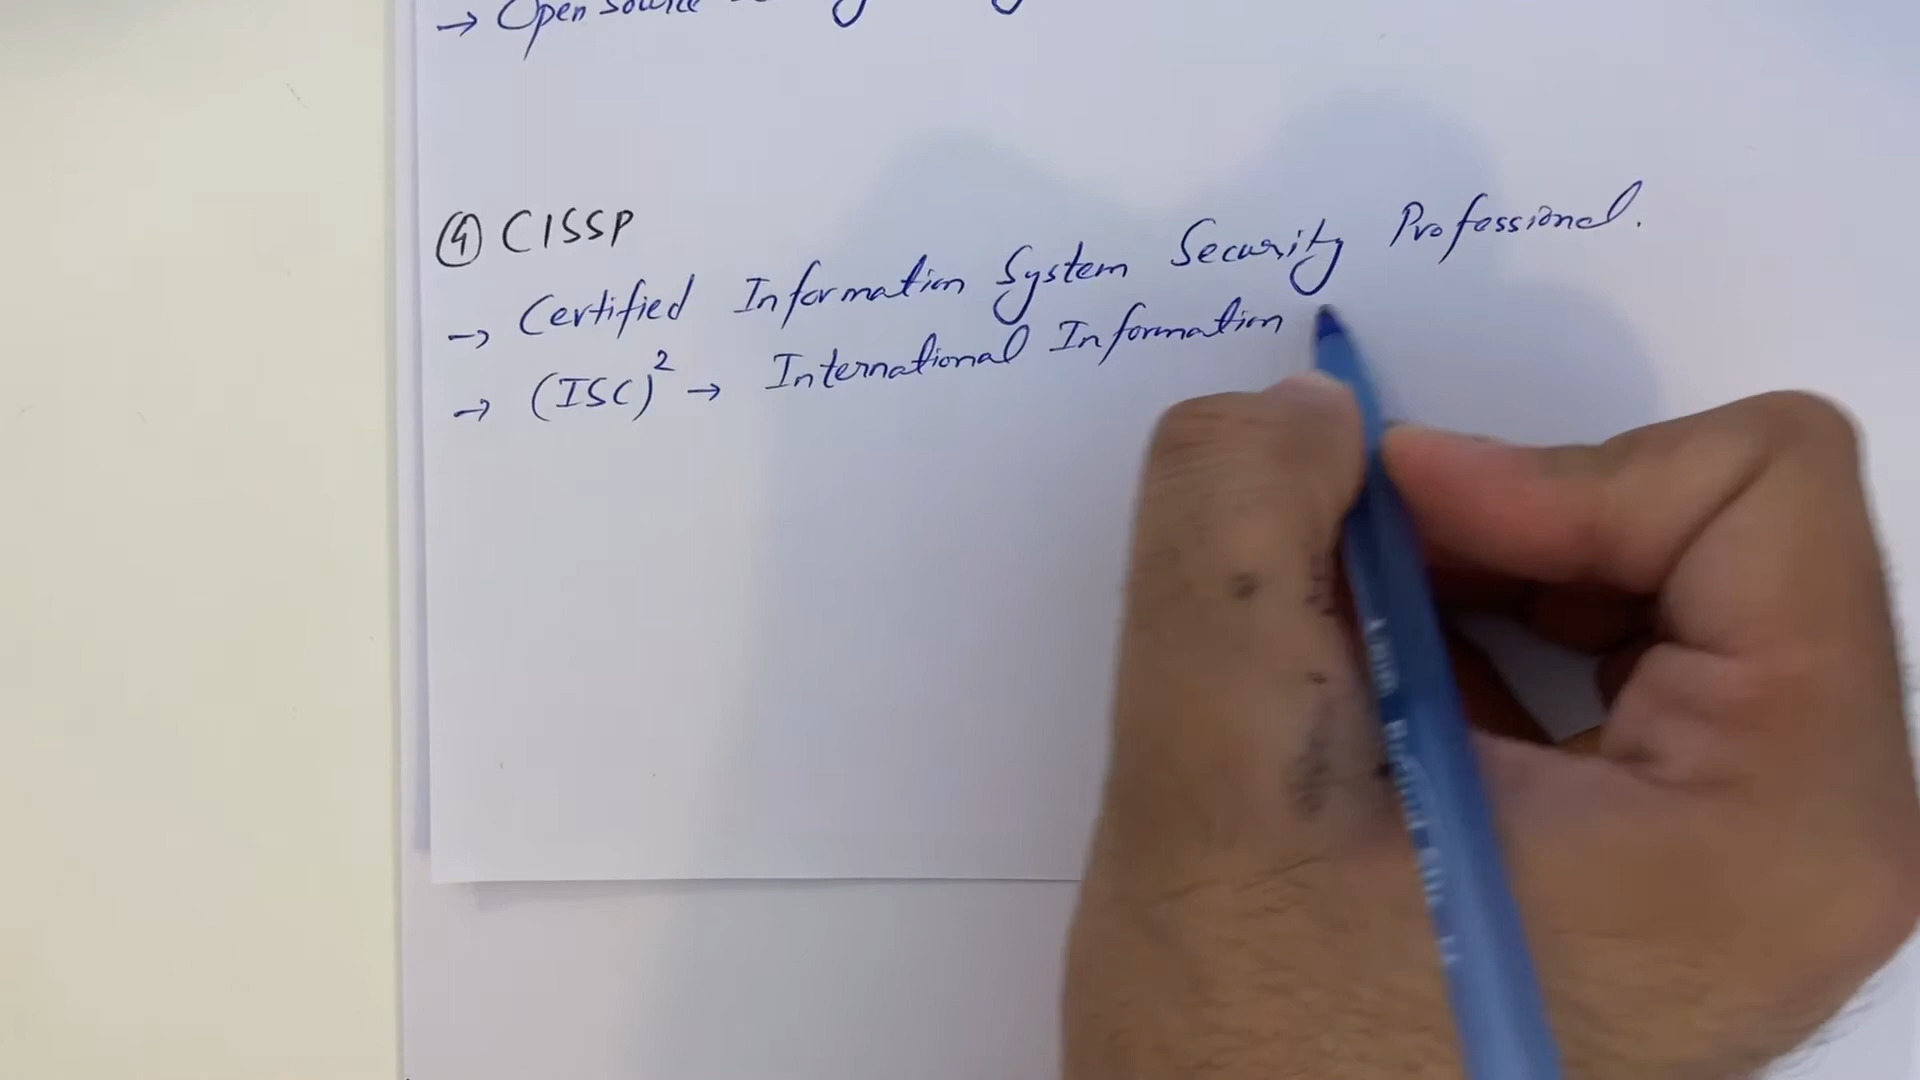 → Open Source
④ CISSP
→ Certified Information System Security Professional.
→ (ISC)² → International Information